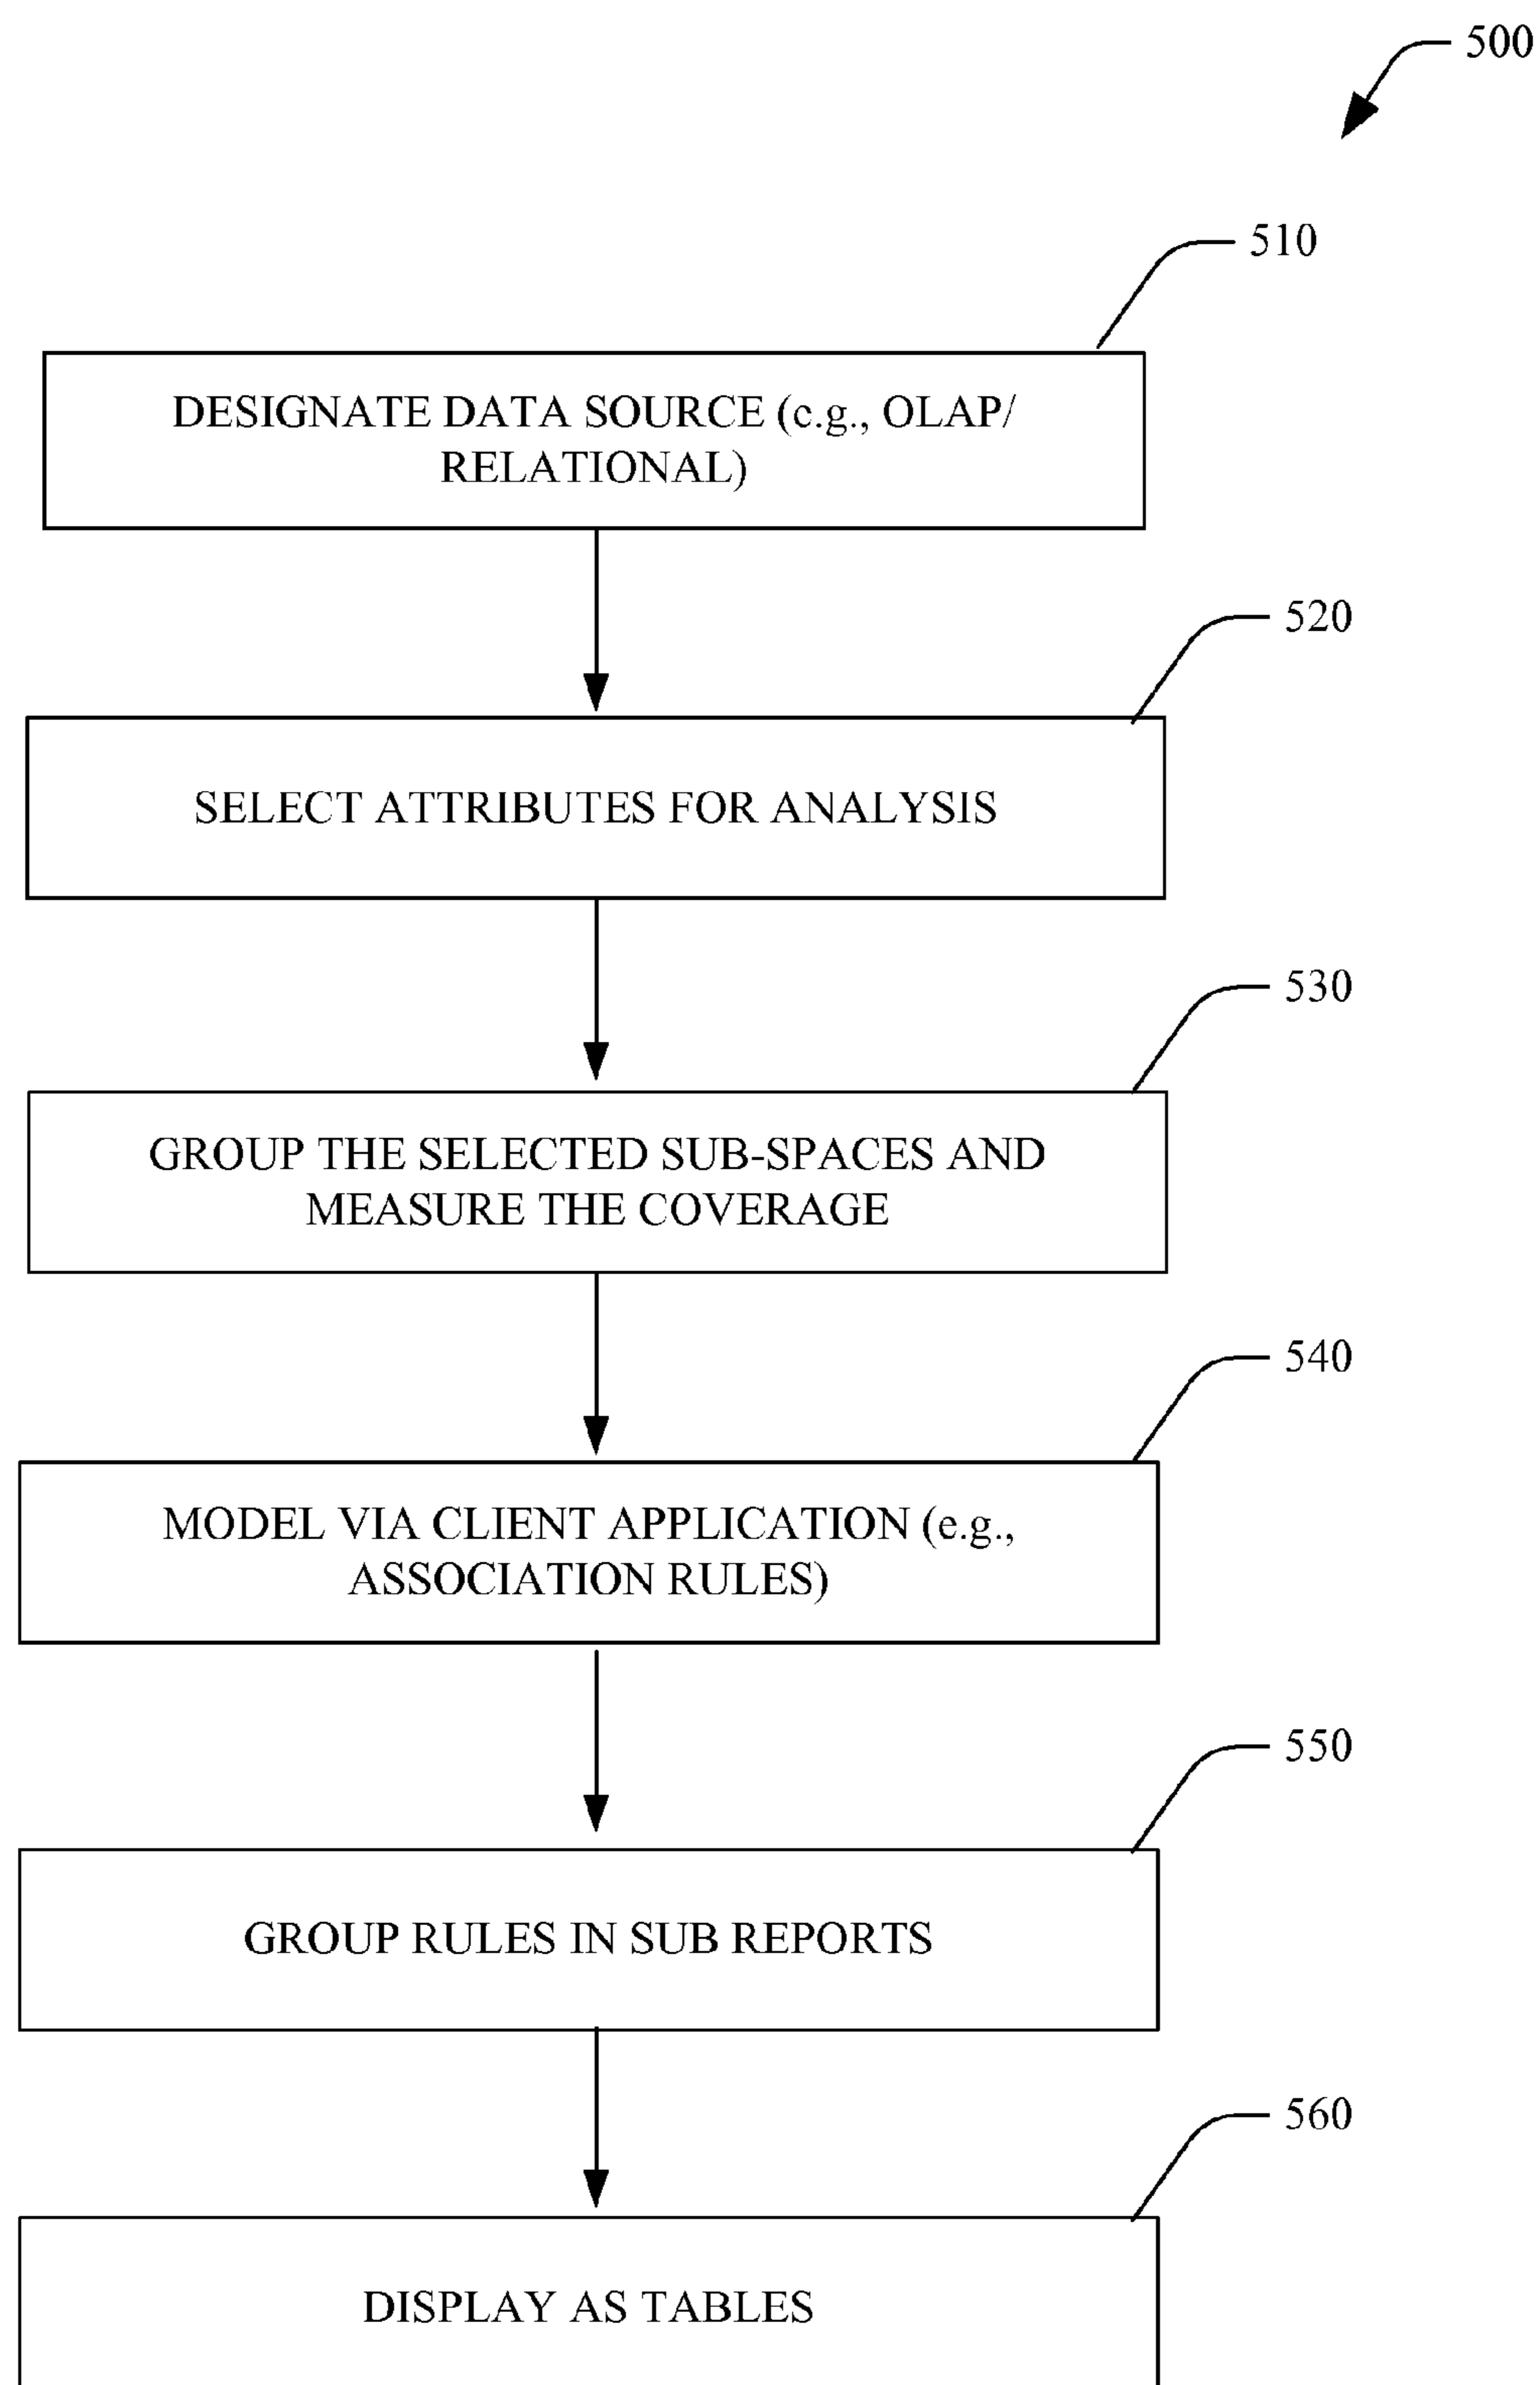 500
510
DESIGNATE DATA SOURCE (c.g., OLAP/
RELATIONAL)
520
SELECT ATTRIBUTES FOR ANALYSIS
530
GROUP THE SELECTED SUB-SPACES AND
MEASURE THE COVERAGE
540
MODEL VIA CLIENT APPLICATION (e.g.,
ASSOCIATION RULES)
550
GROUP RULES IN SUB REPORTS
560
DISPLAY AS TABLES